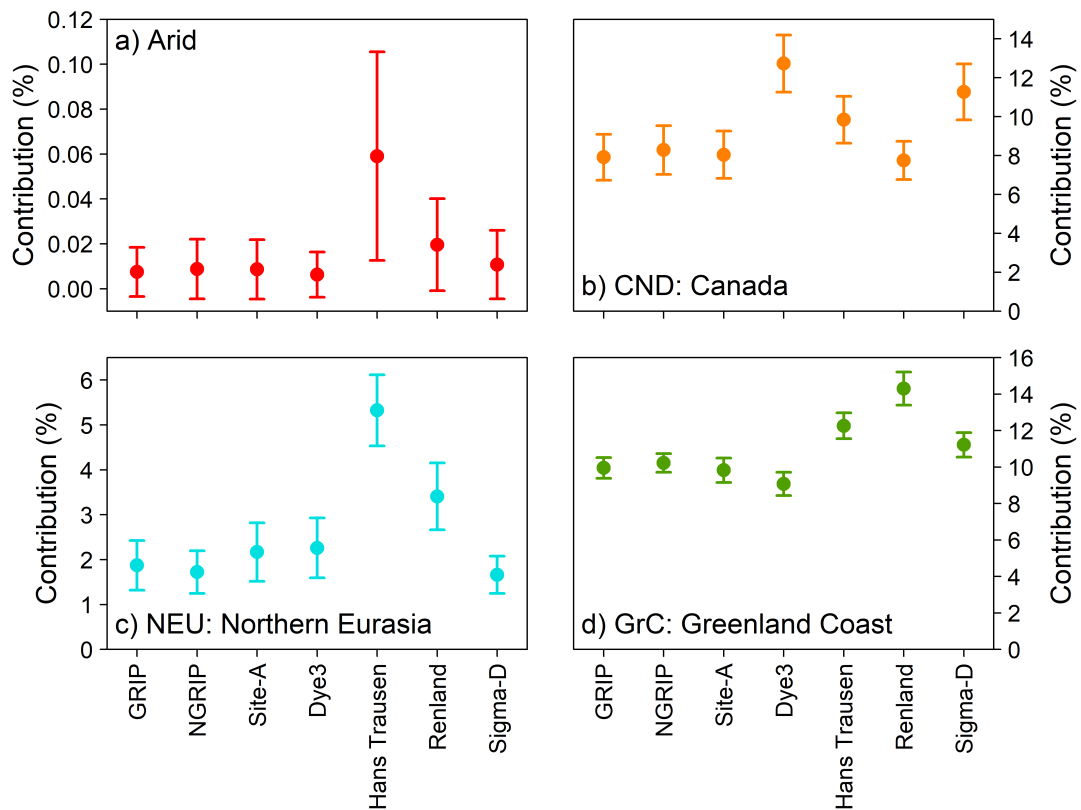 a) Arid
Contribution (%)
0.12
0.10
0.08
0.06
0.04
0.02
0.00
b) CND: Canada
Contribution (%)
14
12
10
8
6
4
2
0
c) NEU: Northern Eurasia
Contribution (%)
6
5
4
3
2
1
0
GRIP
NGRIP
Site-A
Dye3
Hans Trausen
Renland
Sigma-D
d) GrC: Greenland Coast
Contribution (%)
16
14
12
10
8
6
4
2
0
GRIP
NGRIP
Site-A
Dye3
Hans Trausen
Renland
Sigma-D